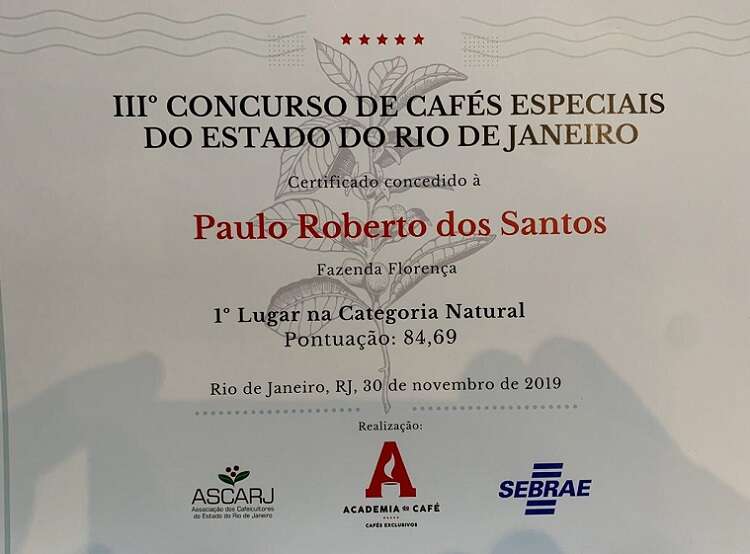 IIIº CONCURSO DE CAFÉS ESPECIAIS
DO ESTADO DO RIO DE JANEIRO
Certificado concedido à
Paulo Roberto dos Santos
Fazenda Florença
1º Lugar na Categoria Natural
Pontuação: 84,69
Rio de Janeiro, RJ, 30 de novembro de 2019
Realização:
ASCARJ
Associação dos Cafeicultores
do Estado do Rio de Janeiro
A
ACADEMIA do CAFÉ
CAFÉS EXCLUSIVOS
SEBRAE